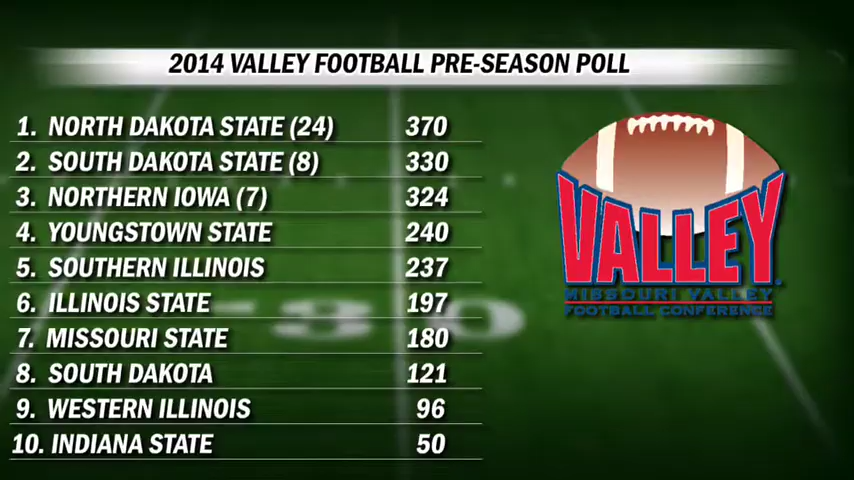 2014 VALLEY FOOTBALL PRE-SEASON POLL
1. NORTH DAKOTA STATE (24) 370
2. SOUTH DAKOTA STATE (8) 330
3. NORTHERN IOWA (7) 324
4. YOUNGSTOWN STATE 240
5. SOUTHERN ILLINOIS 237
6. ILLINOIS STATE 197
7. MISSOURI STATE 180
8. SOUTH DAKOTA 121
9. WESTERN ILLINOIS 96
10. INDIANA STATE 50
VALLEY
MISSOURI VALLEY
FOOTBALL CONFERENCE